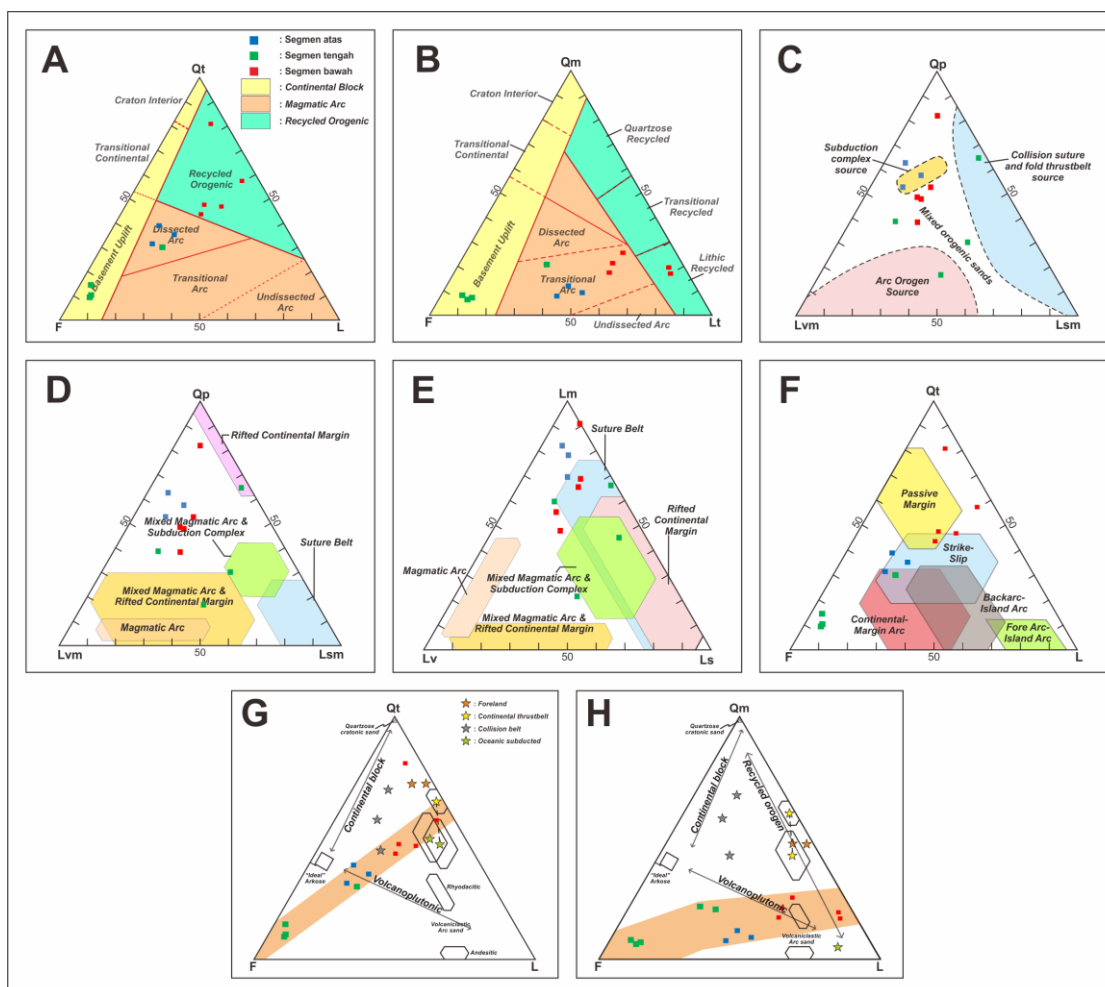 A
: Segmen atas
: Segmen tengah
: Segmen bawah
: Continental Block
: Magmatic Arc
: Recycled Orogenic
Qt
Craton Interior
Transitional
Continental
Recycled
Orogenic
50
50
Dissected
Arc
Basement Uplift
Transitional
Arc
Undissected
Arc
F
50
L
B
Qm
Craton Interior
Transitional
Continental
Quartzose
Recycled
50
50
Transitional
Recycled
Dissected
Arc
Basement Uplift
Transitional
Arc
Lithic
Recycled
Undissected Arc
F
50
Lt
C
Qp
Subduction
complex
source
Collision suture
and fold thrustbelt
source
50
50
Mixed orogenic sands
Arc Orogen
Source
Lvm
50
Lsm
D
Qp
Rifted Continental Margin
50
50
Mixed Magmatic Arc &
Subduction Complex
Suture Belt
Mixed Magmatic Arc
& Rifted Continental Margin
Magmatic Arc
Lvm
50
Lsm
E
Lm
Suture Belt
50
50
Rifted
Continental
Margin
Magmatic
Arc
Mixed Magmatic Arc &
Subduction Complex
Mixed Magmatic Arc
& Rifted Continental Margin
Lv
50
Ls
F
Qt
Passive
Margin
50
50
Strike-
Slip
Backarc-
Island Arc
Continental-
Margin Arc
Fore Arc-
Island Arc
F
50
L
G
Qt
Quartzose
cratonic sand
: Foreland
: Continental thrustbelt
: Collision belt
: Oceanic subducted
Continental block
"Ideal"
Arkose
Volcanoplutonic
Rhyodacitic
Volcaniclastic
Arc sand
Andesitic
F
L
H
Qm
Quartzose
cratonic sand
Continental block
Recycled orogen
"Ideal"
Arkose
Volcanoplutonic
Volcaniclastic
Arc sand
F
L